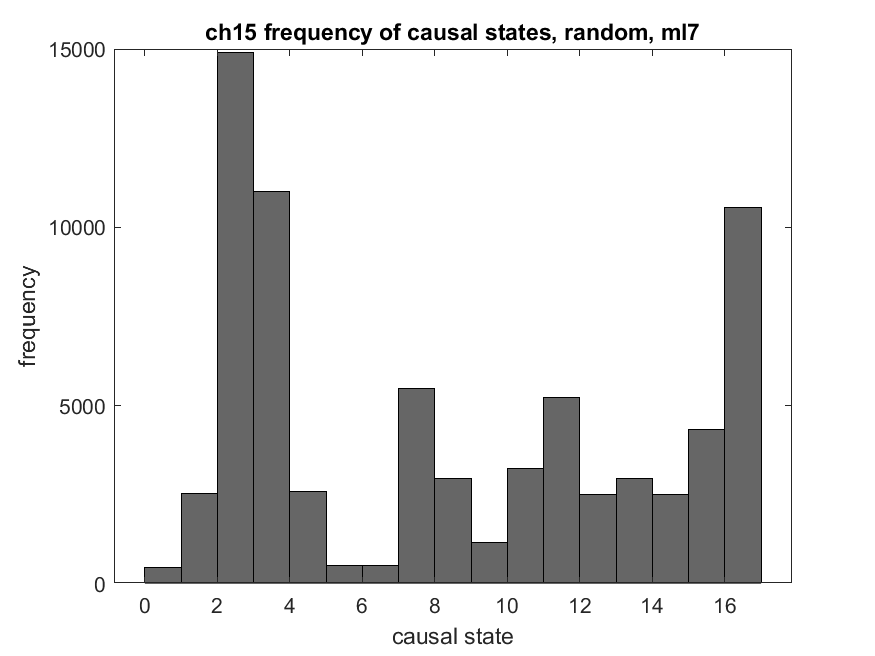 ch15 frequency of causal states, random, ml7
15000
10000
5000
0
frequency
0 2 4 6 8 10 12 14 16
causal state